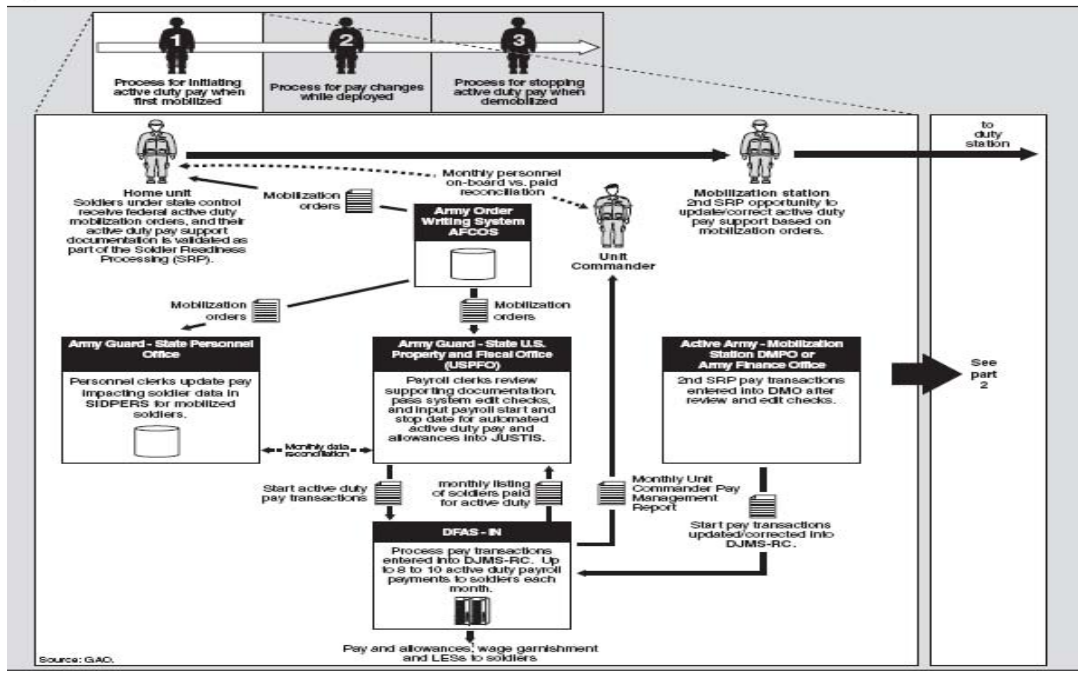 1
2
3
Process for initiating
active duty pay when
first mobilized
Process for pay changes
while deployed
Process for stopping
active duty pay when
demobilized
to
duty
station
Home unit
Soldiers under state control
receive federal active duty
mobilization orders, and their
active duty pay support
documentation is validated as
part of the Soldier Readiness
Processing (SRP).
Mobilization
orders
Monthly personnel
on-board vs. paid
reconciliation
Mobilization station
2nd SRP opportunity to
update/correct active duty
pay support based on
mobilization orders.
Army Order
Writing System
AFCOS
Unit
Commander
Mobilization
orders
Mobilization
orders
Army Guard - State Personnel
Office
Personnel clerks update pay
impacting soldier data in
SIDPERS for mobilized
soldiers.
Army Guard - State U.S.
Property and Fiscal Office
(USPFO)
Payroll clerks review
supporting documentation,
pass system edit checks,
and input payroll start and
stop date for automated
active duty pay and
allowances into JUSTIS.
Active Army - Mobilization
Station DMPO or
Army Finance Office
2nd SRP pay transactions
entered into DMO after
review and edit checks.
See
part
2
Monthly data
reconciliation
Start active duty
pay transactions
monthly listing
of soldiers paid
for active duty
Monthly Unit
Commander Pay
Management
Report
Start pay transactions
updated/corrected into
DJMS-RC.
DFAS - IN
Process pay transactions
entered into DJMS-RC. Up
to 8 to 10 active duty payroll
payments to soldiers each
month.
Pay and allowances, wage garnishment
and LESs to soldiers
Source: GAO.